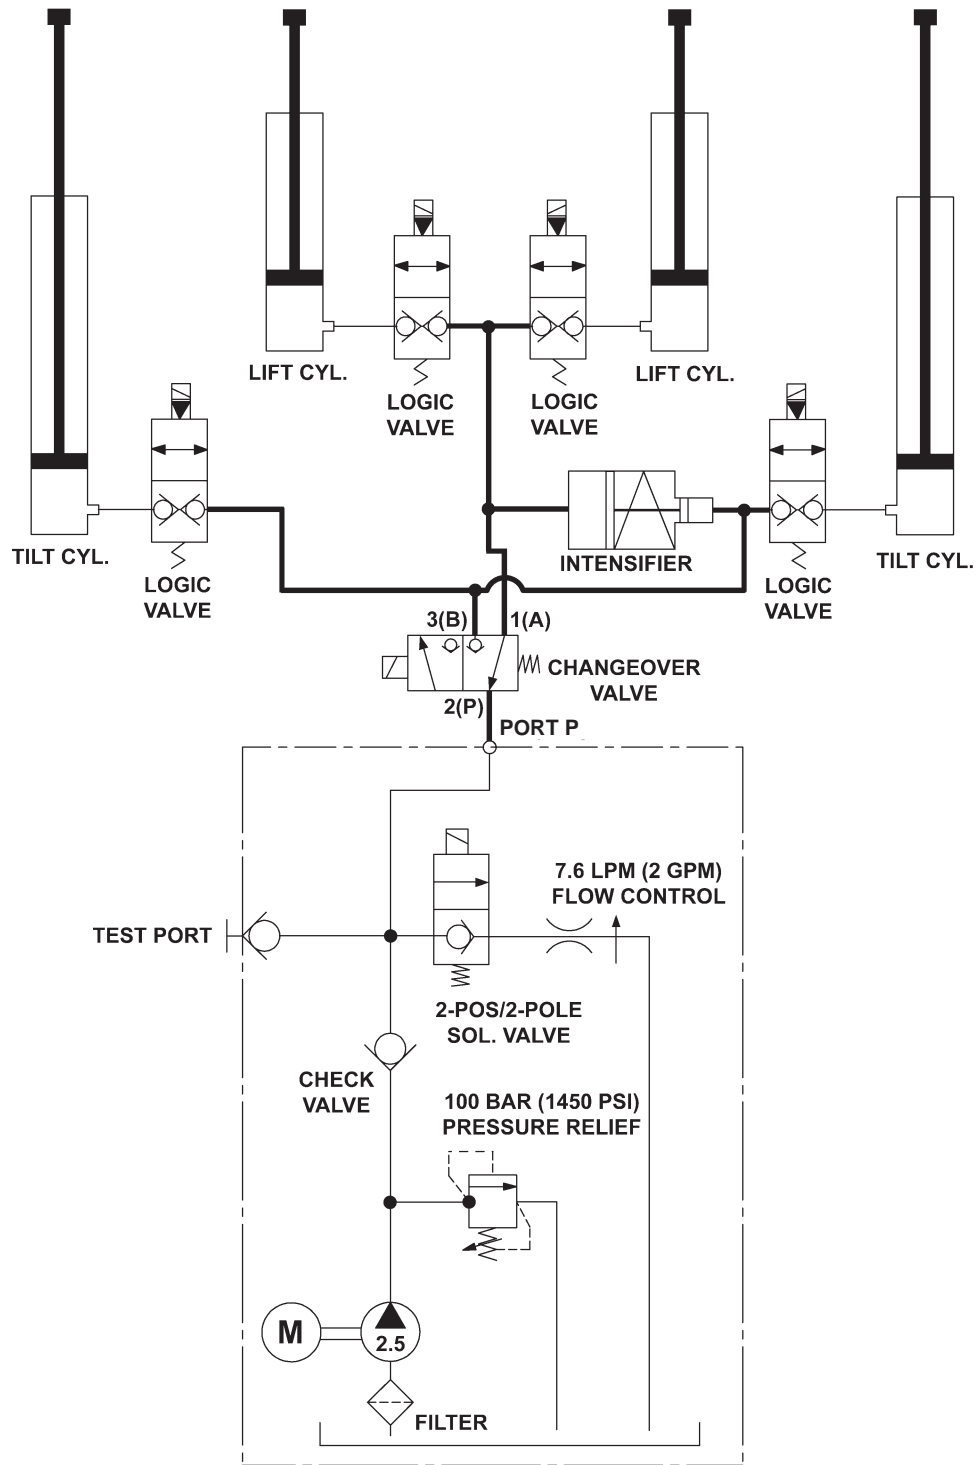 LIFT CYL.
LIFT CYL.
LOGIC
VALVE
LOGIC
VALVE
TILT CYL.
LOGIC
VALVE
INTENSIFIER
LOGIC
VALVE
TILT CYL.
3(B)
1(A)
CHANGEOVER
VALVE
2(P)
PORT P
7.6 LPM (2 GPM)
FLOW CONTROL
TEST PORT
2-POS/2-POLE
SOL. VALVE
CHECK
VALVE
100 BAR (1450 PSI)
PRESSURE RELIEF
M
2.5
FILTER